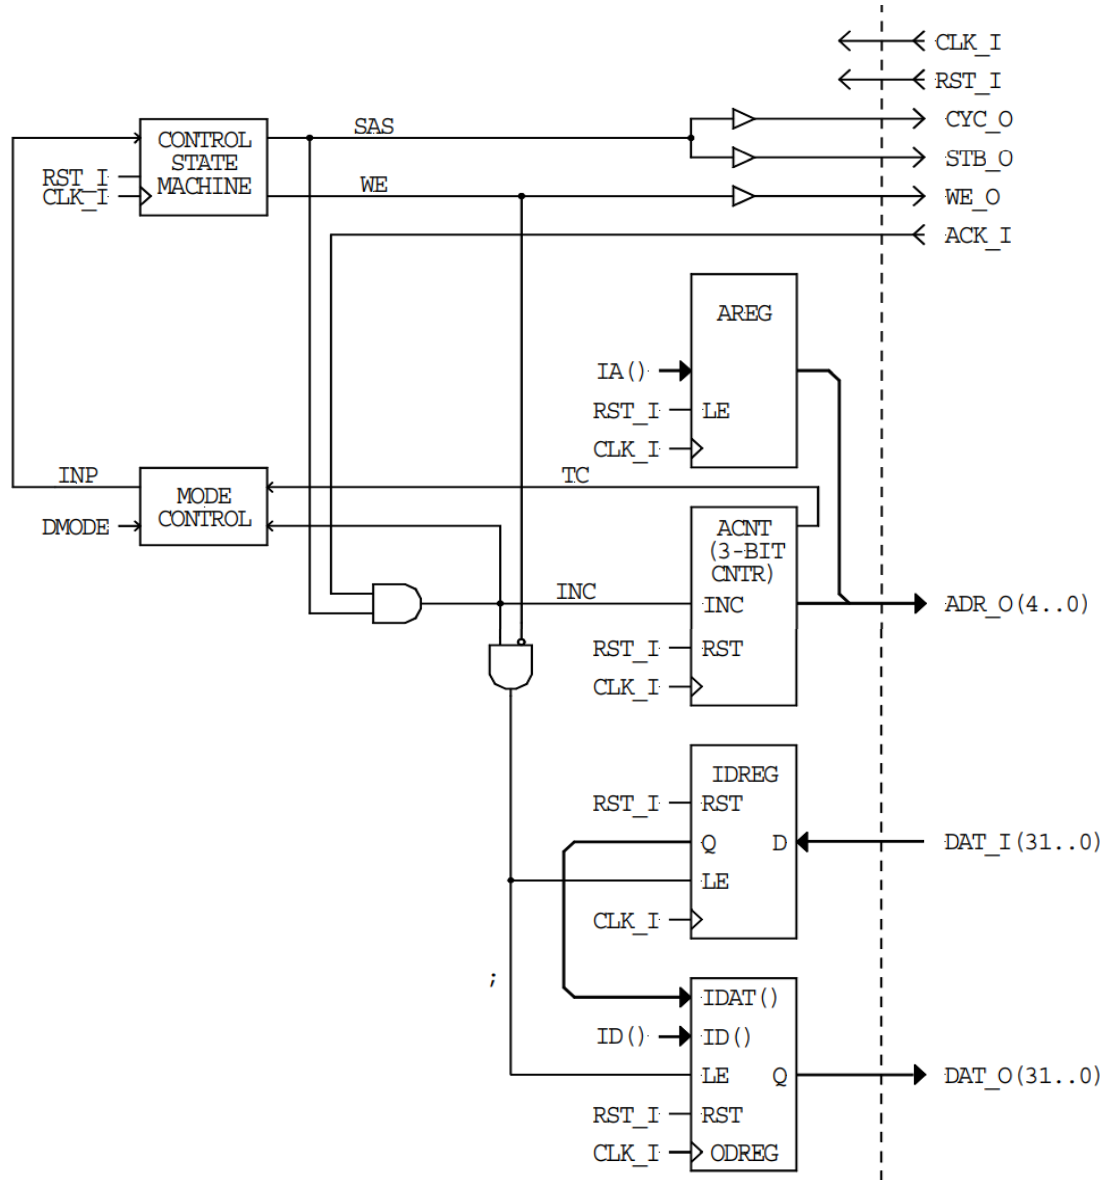 CLK_I
RST_I
CYC_O
STB_O
WE_O
ACK_I
SAS
WE
CONTROL
STATE
MACHINE
RST_I
CLK_I
AREG
IA()
RST_I
LE
CLK_I
INP
TC
MODE
CONTROL
DMODE
ACNT
(3-BIT
CNTR)
INC
INC
ADR_O(4..0)
RST_I
RST
CLK_I
IDREG
RST_I
RST
Q
D
DAT_I(31..0)
LE
CLK_I
;
IDAT()
ID()
ID()
LE
Q
DAT_O(31..0)
RST_I
RST
CLK_I
ODREG